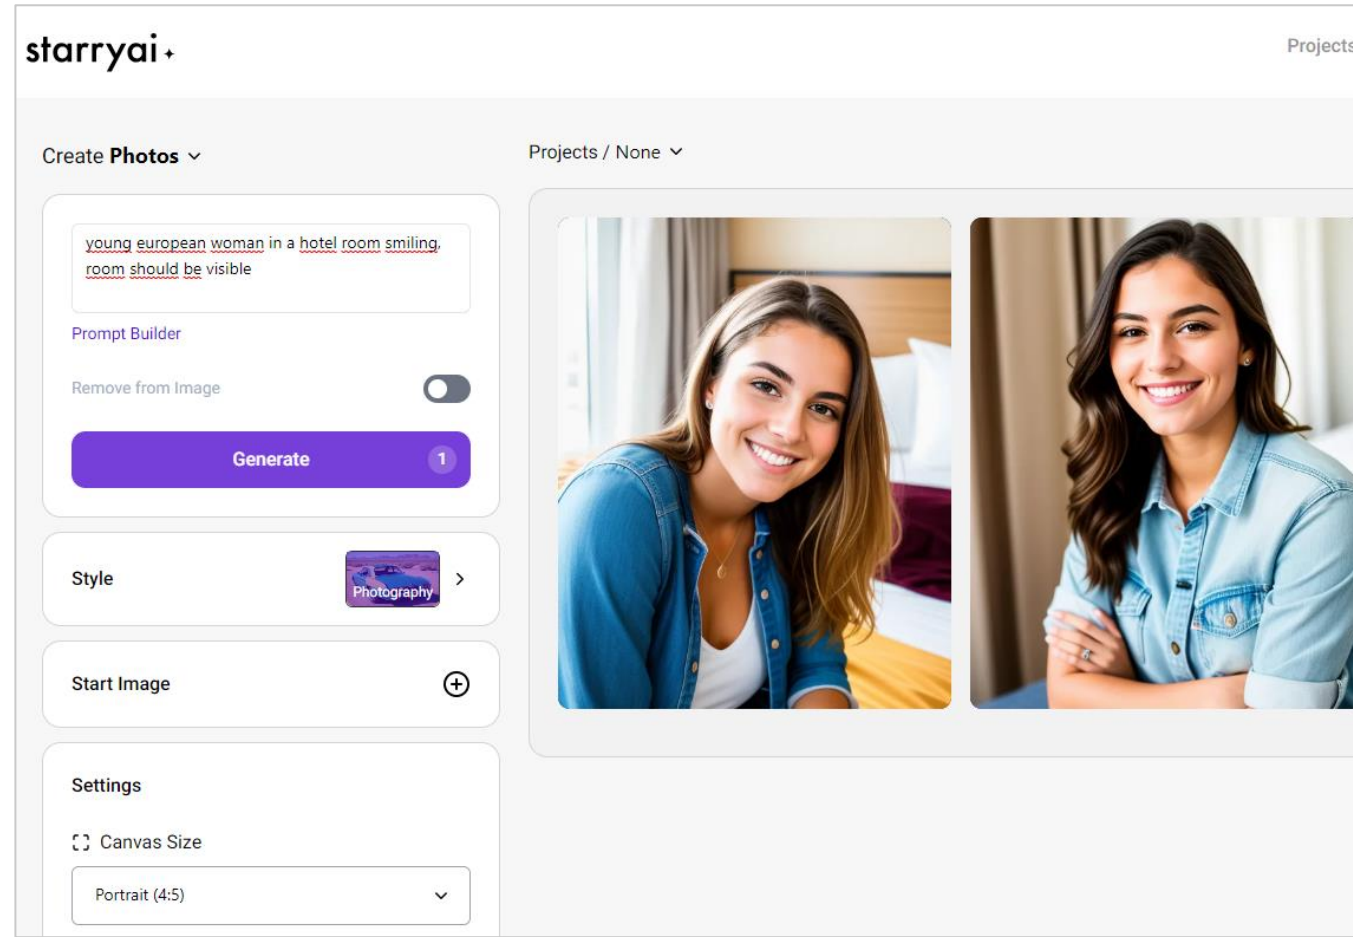 starryai
Projects
Create Photos
Projects / None
young european woman in a hotel room smiling,
room should be visible
Prompt Builder
Remove from Image
Generate 1
Style
Photography
Start Image
Settings
Canvas Size
Portrait (4:5)